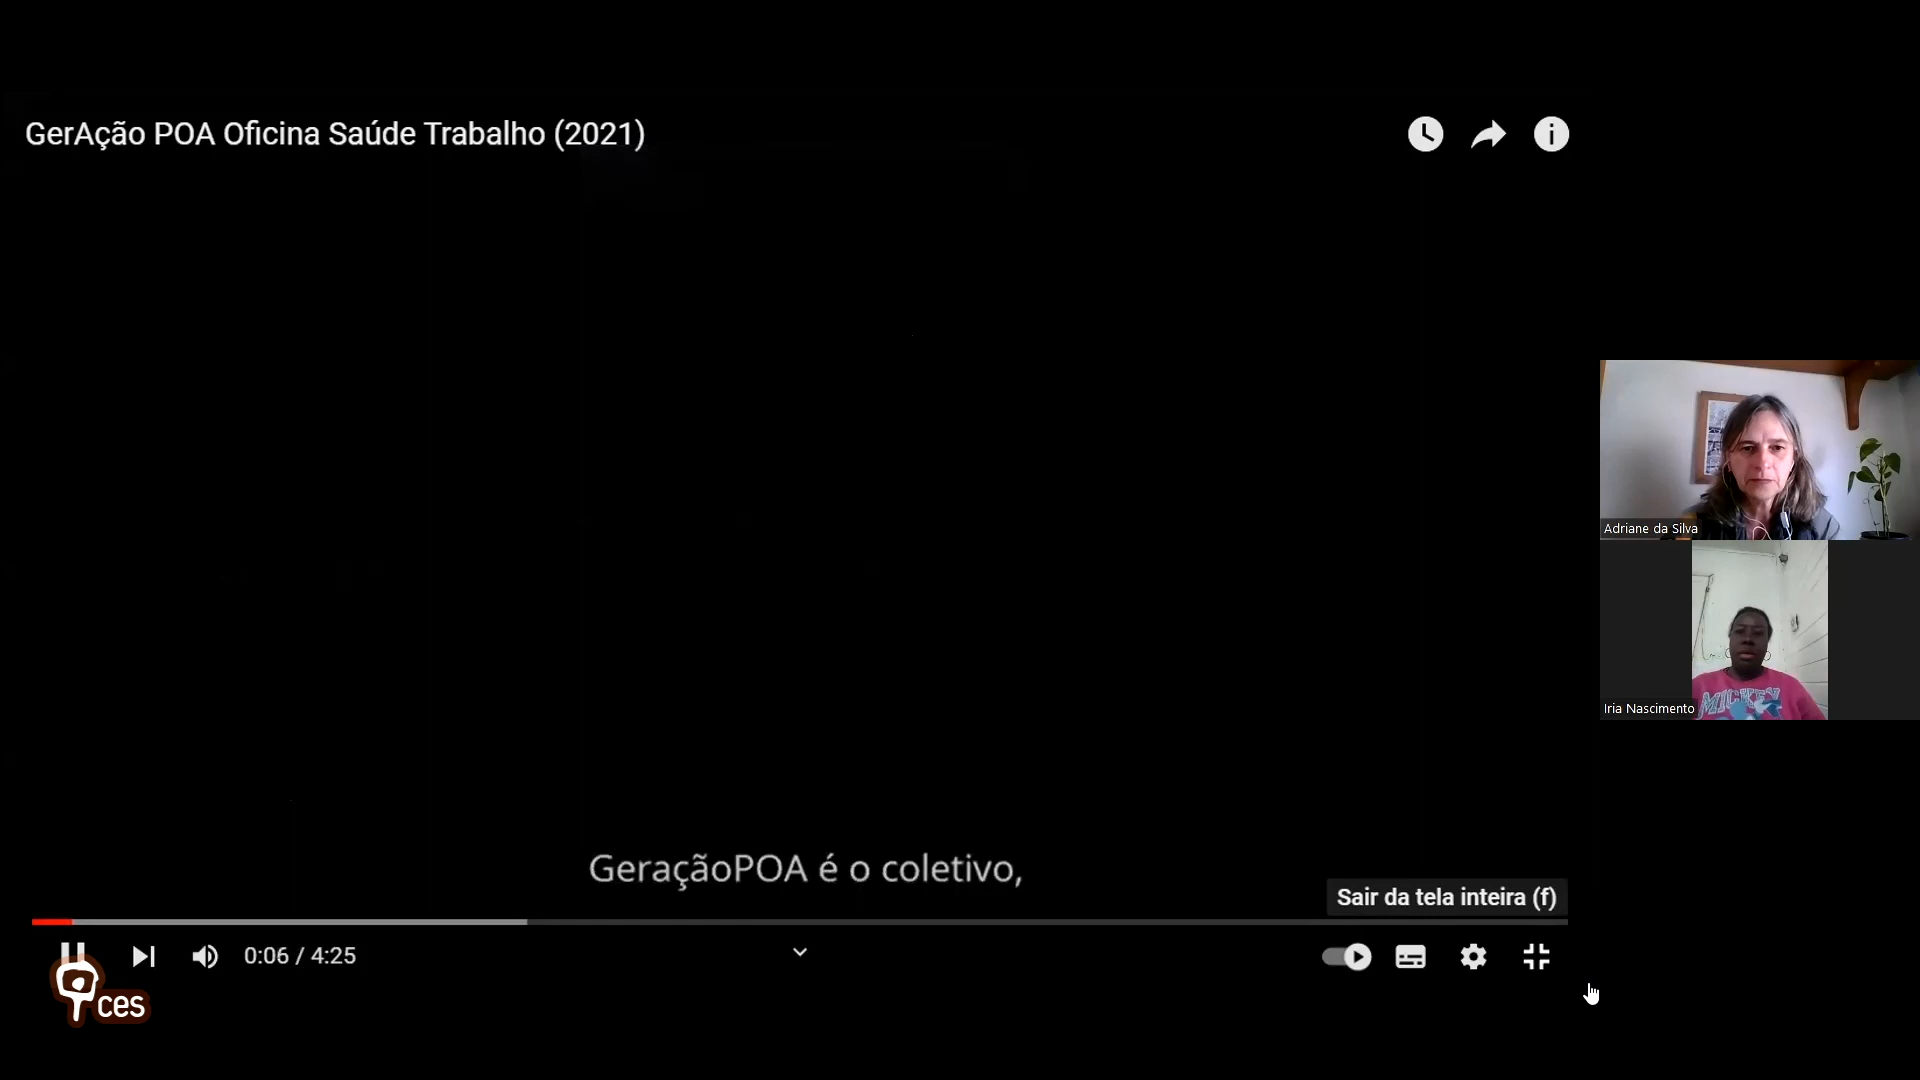 GerAção POA Oficina Saúde Trabalho (2021)
Adriane da Silva
MICKEY
Iria Nascimento
GeraçãoPOA é o coletivo,
Sair da tela inteira (f)
0:06 / 4:25
ces